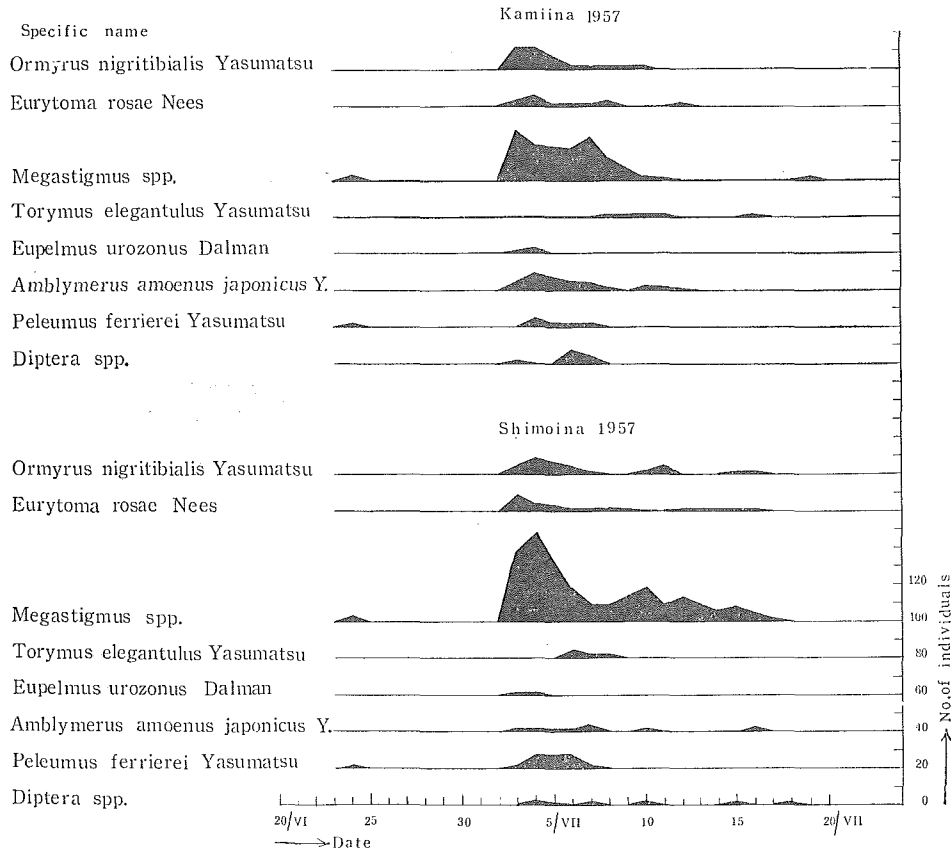 Kamiina 1957
Specific name
Ormyrus nigritibialis Yasumatsu
Eurytoma rosae Nees
Megastigmus spp.
Torymus elegantulus Yasumatsu
Eupelmus urozonus Dalman
Amblymerus amoenus japonicus Y.
Peleumus ferrierei Yasumatsu
Diptera spp.
Shimoina 1957
Ormyrus nigritibialis Yasumatsu
Eurytoma rosae Nees
Megastigmus spp.
Torymus elegantulus Yasumatsu
Eupelmus urozonus Dalman
Amblymerus amoenus japonicus Y.
Peleumus ferrierei Yasumatsu
Diptera spp.
120
100
80
60
40
20
0
No.of individuals
20/VI 25 30 5/VII 10 15 20/VII
Date